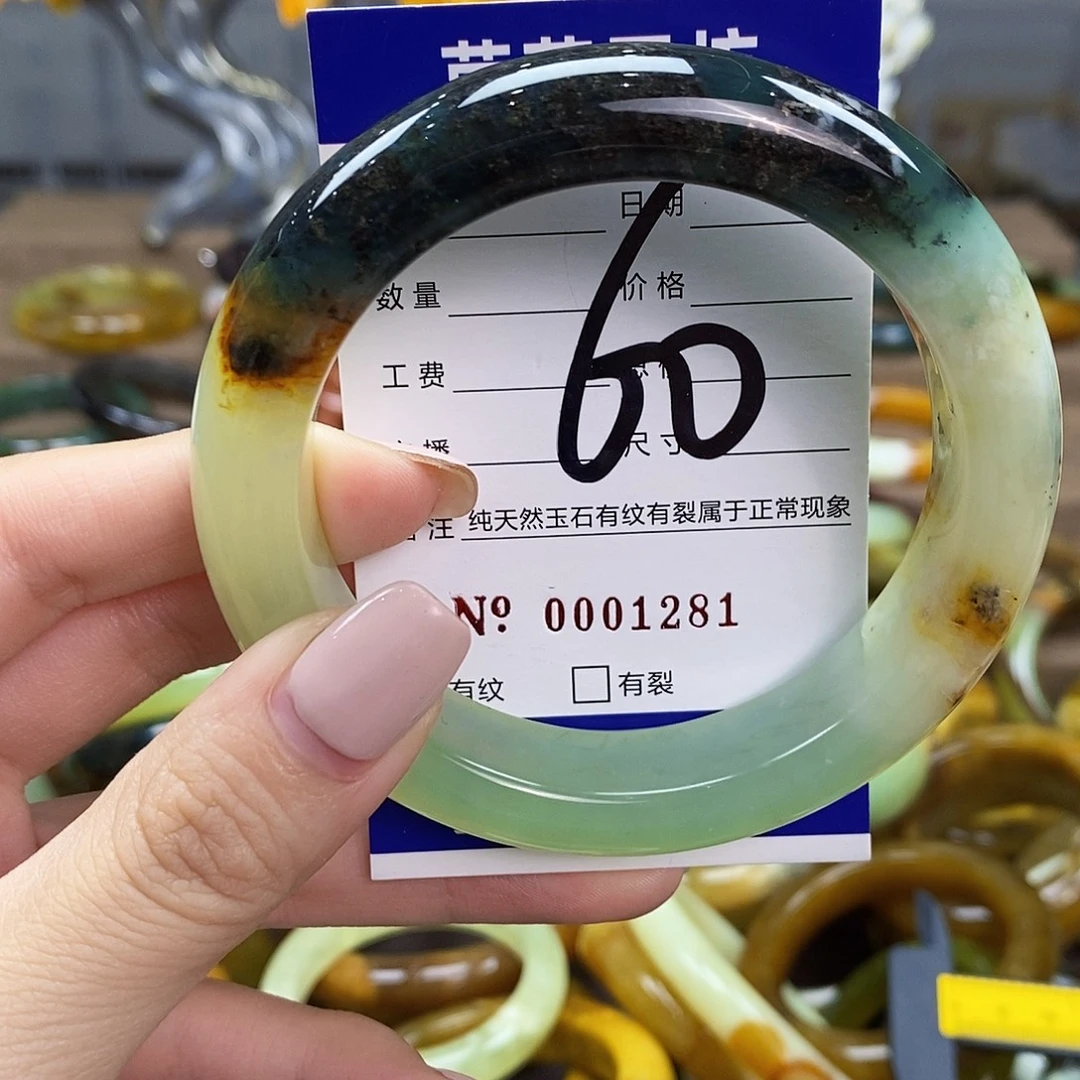 日期
数量 价格
60
工费
尺寸
注 纯天然玉石有纹有裂属于正常现象
Nº 0001281
有纹 有裂